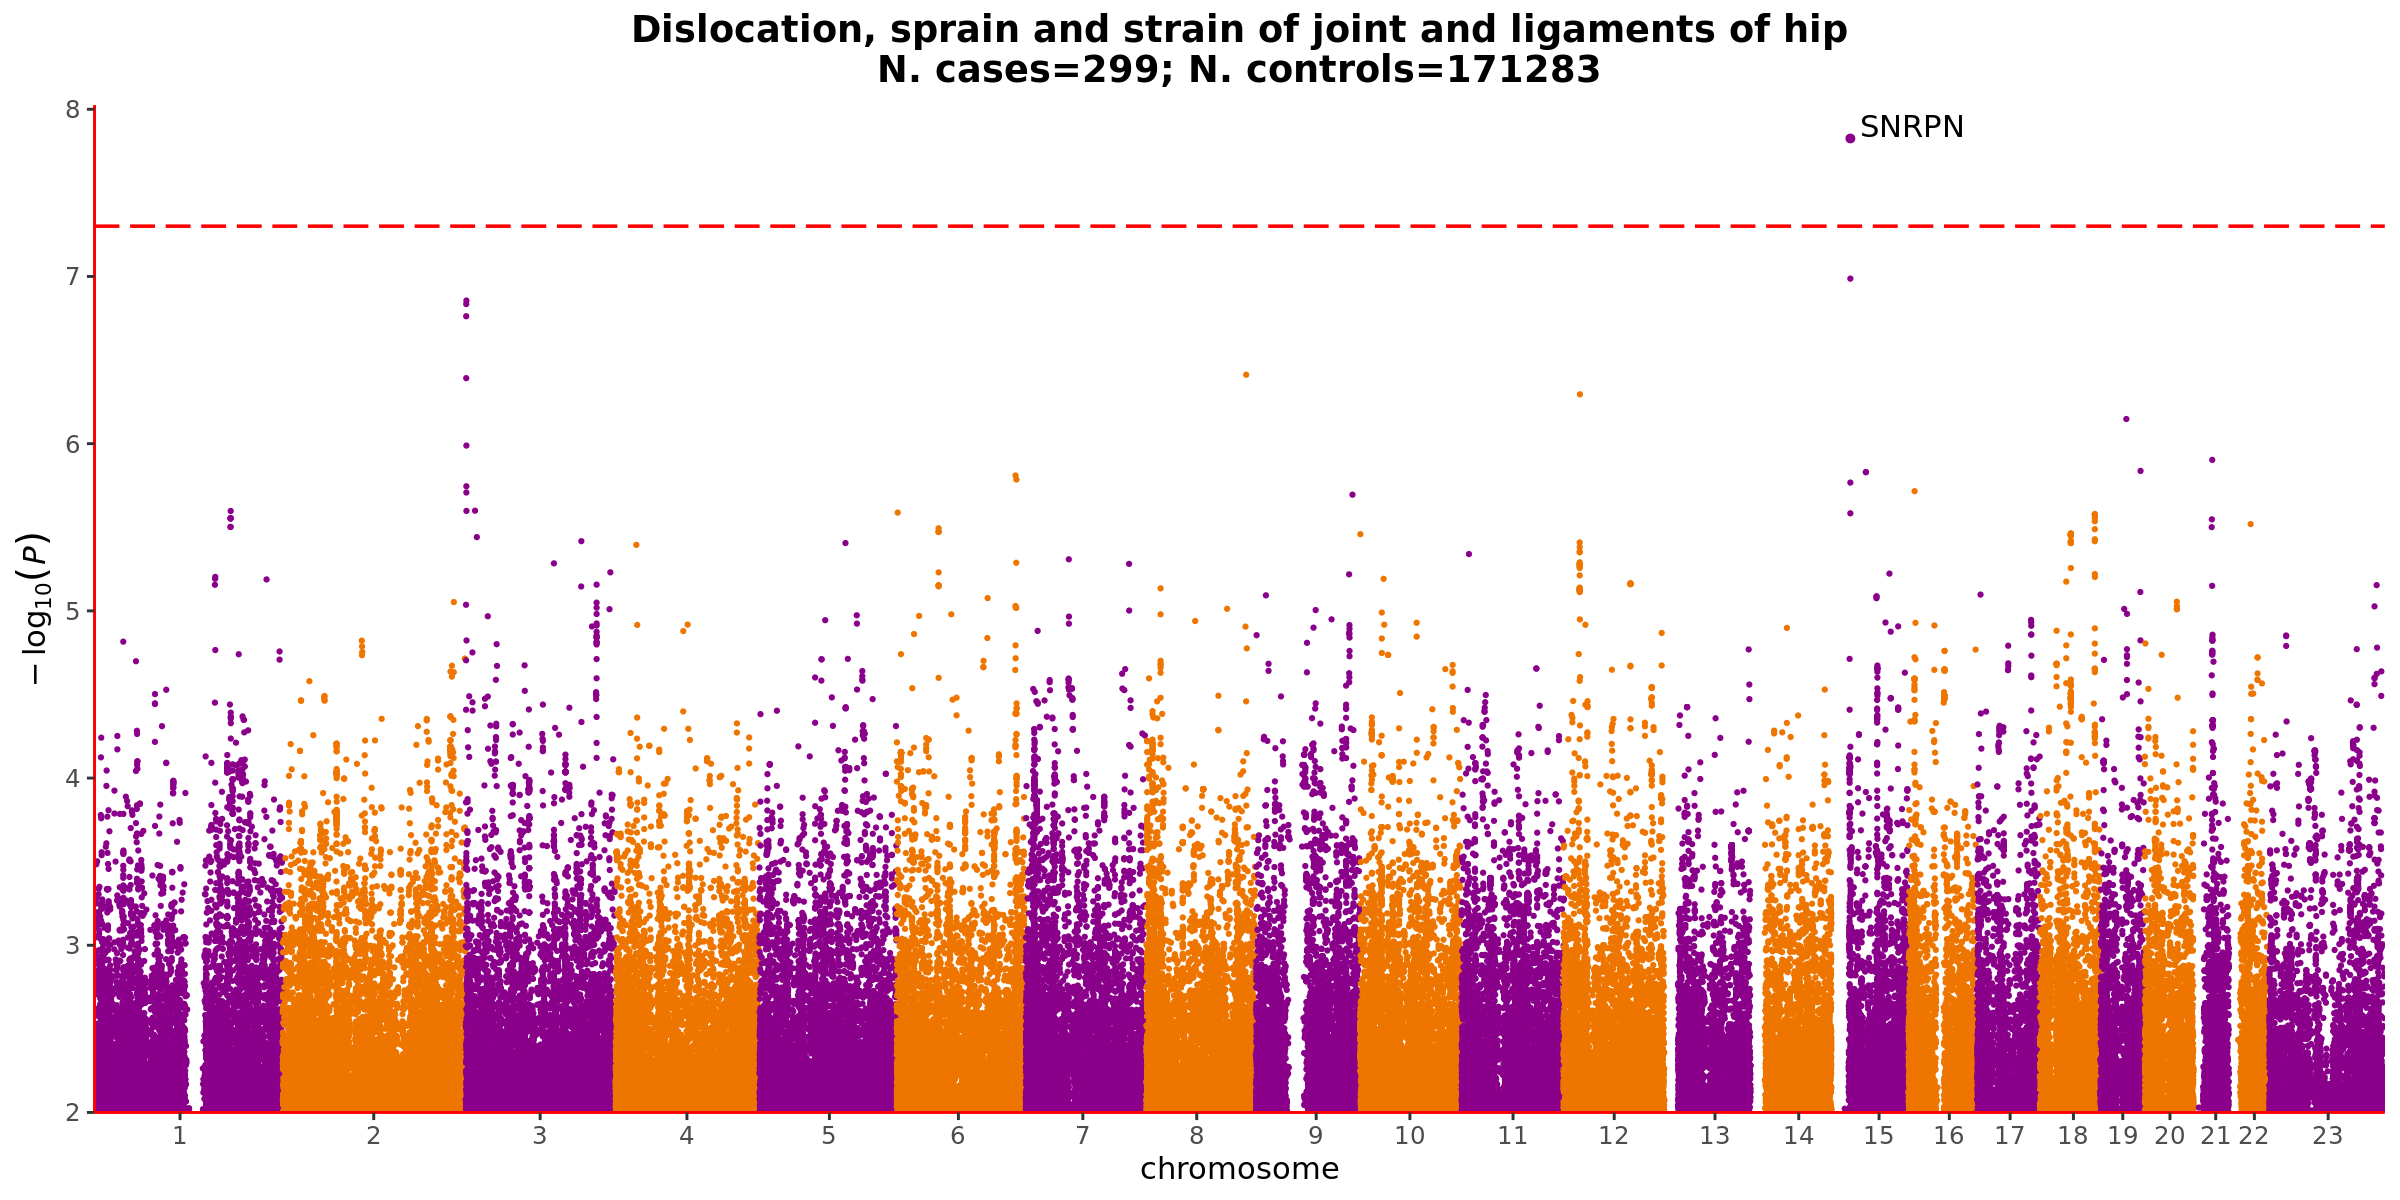 Dislocation, sprain and strain of joint and ligaments of hip
N. cases=299; N. controls=171283
8
SNRPN
7
6
5
4
3
2
− log10(P)
1 2 3 4 5 6 7 8 9 10 11 12 13 14 15 16 17 18 19 20 21 22 23
chromosome